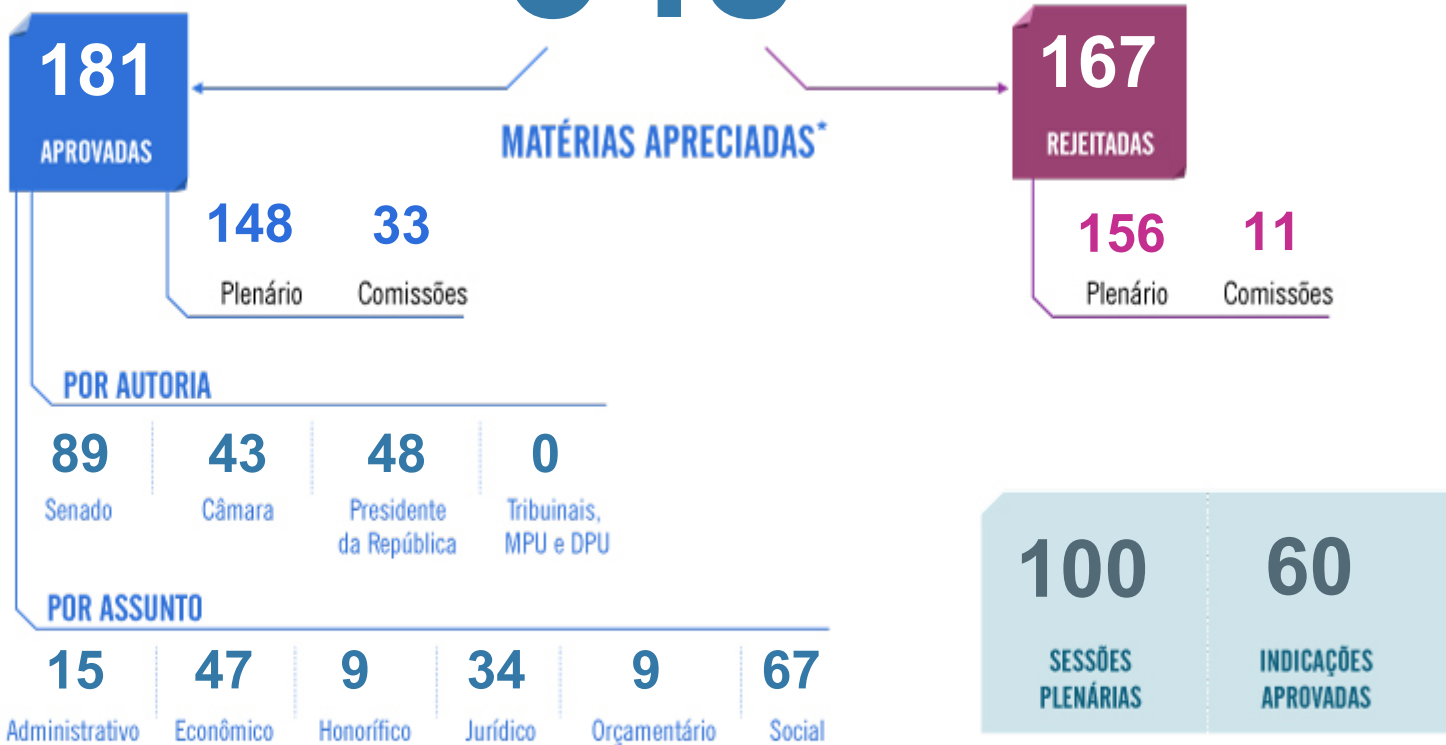 181
APROVADAS
167
REJEITADAS
MATÉRIAS APRECIADAS*
148 33
Plenário Comissões
156 11
Plenário Comissões
POR AUTORIA
89 43 48 0
Senado Câmara Presidente Tribuinais,
da República MPU e DPU
POR ASSUNTO
15 47 9 34 9 67
Administrativo Econômico Honorífico Jurídico Orçamentário Social
100 60
SESSÕES INDICAÇÕES
PLENÁRIAS APROVADAS